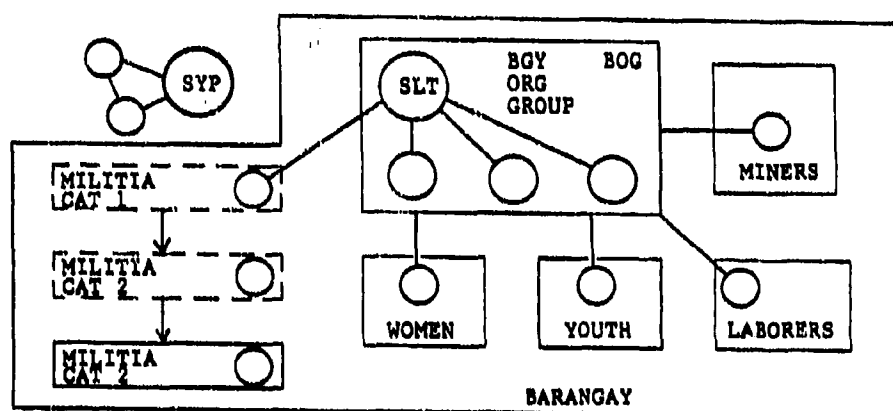 SYP
SLT
BGY BOG
ORG
GROUP
MINERS
MILITIA
CAT 1
MILITIA
CAT 2
MILITIA
CAT 2
WOMEN
YOUTH
LABORERS
BARANGAY